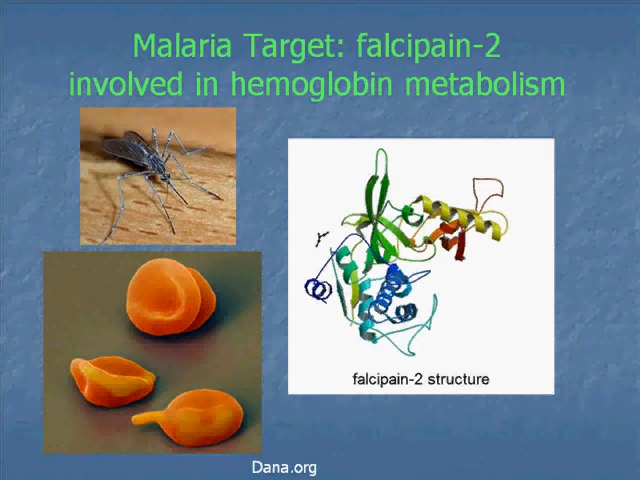 Malaria Target: falcipain-2
involved in hemoglobin metabolism
falcipain-2 structure
Dana.org